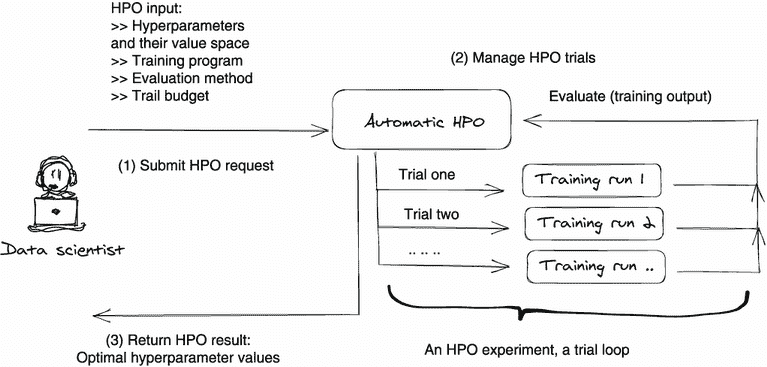 HPO input:
>> Hyperparameters
and their value space
>> Training program
>> Evaluation method
>> Trail budget
(2) Manage HPO trials
Automatic HPO
Evaluate (training output)
(1) Submit HPO request
Trial one
Training run 1
Trial two
Training run 2
.. .. ..
Training run ..
Data scientist
(3) Return HPO result:
Optimal hyperparameter values
An HPO experiment, a trial loop